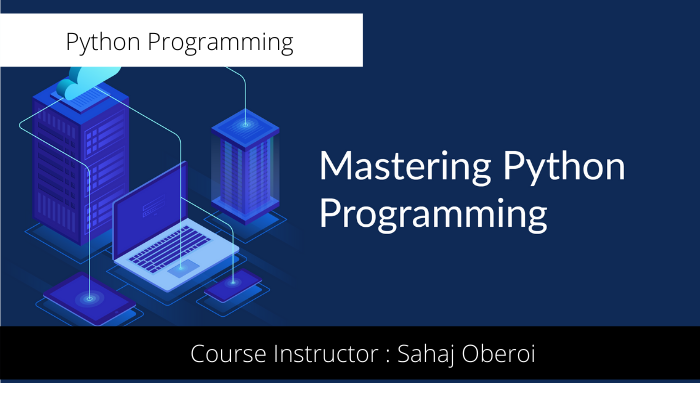 Python Programming
Mastering Python
Programming
Course Instructor : Sahaj Oberoi